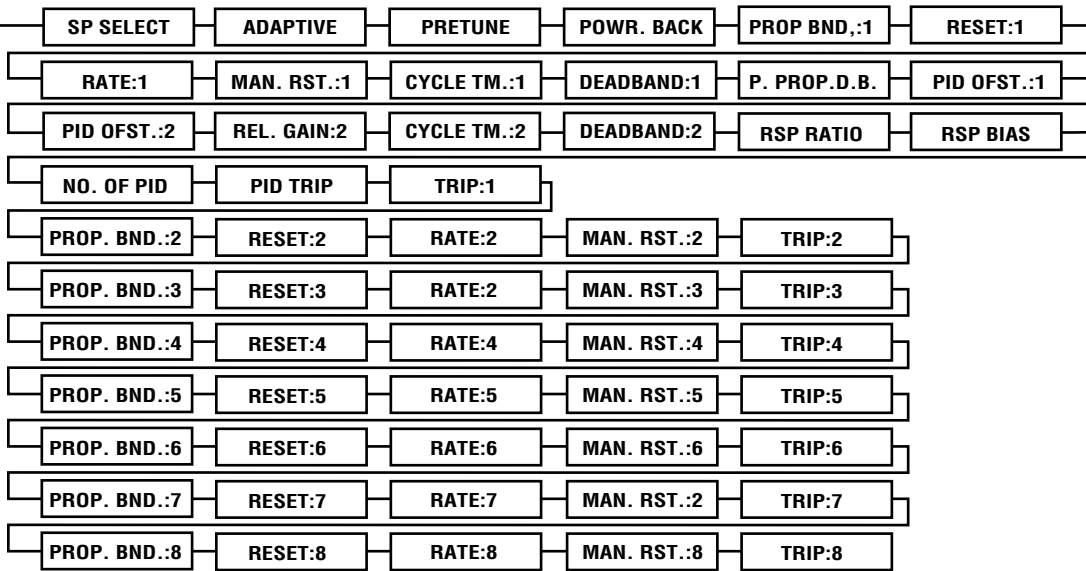 SP SELECT ADAPTIVE PRETUNE POWR. BACK PROP BND,:1 RESET:1
RATE:1 MAN. RST.:1 CYCLE TM.:1 DEADBAND:1 P. PROP.D.B. PID OFST.:1
PID OFST.:2 REL. GAIN:2 CYCLE TM.:2 DEADBAND:2 RSP RATIO RSP BIAS
NO. OF PID PID TRIP TRIP:1
PROP. BND.:2 RESET:2 RATE:2 MAN. RST.:2 TRIP:2
PROP. BND.:3 RESET:3 RATE:2 MAN. RST.:3 TRIP:3
PROP. BND.:4 RESET:4 RATE:4 MAN. RST.:4 TRIP:4
PROP. BND.:5 RESET:5 RATE:5 MAN. RST.:5 TRIP:5
PROP. BND.:6 RESET:6 RATE:6 MAN. RST.:6 TRIP:6
PROP. BND.:7 RESET:7 RATE:7 MAN. RST.:2 TRIP:7
PROP. BND.:8 RESET:8 RATE:8 MAN. RST.:8 TRIP:8